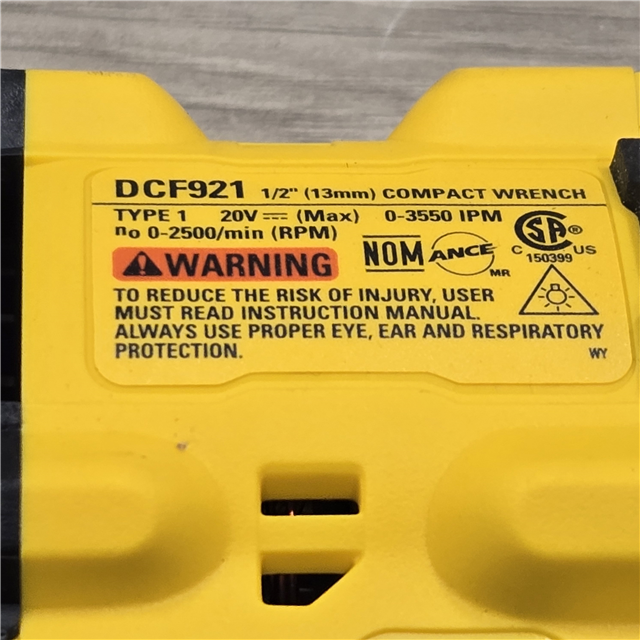 DCF921 1/2" (13mm) COMPACT WRENCH
TYPE 1 20V⎓ (Max) 0-3550 IPM
no 0-2500/min (RPM)
WARNING
NOM ANCE MR
SA ®
C US
150399
TO REDUCE THE RISK OF INJURY, USER
MUST READ INSTRUCTION MANUAL.
ALWAYS USE PROPER EYE, EAR AND RESPIRATORY
PROTECTION.
WY